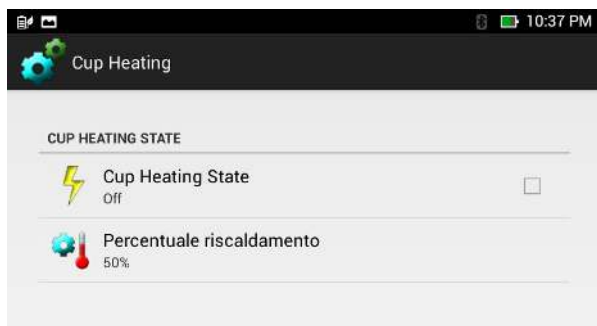 10:37 PM
Cup Heating
CUP HEATING STATE
Cup Heating State
Off
Percentuale riscaldamento
50%